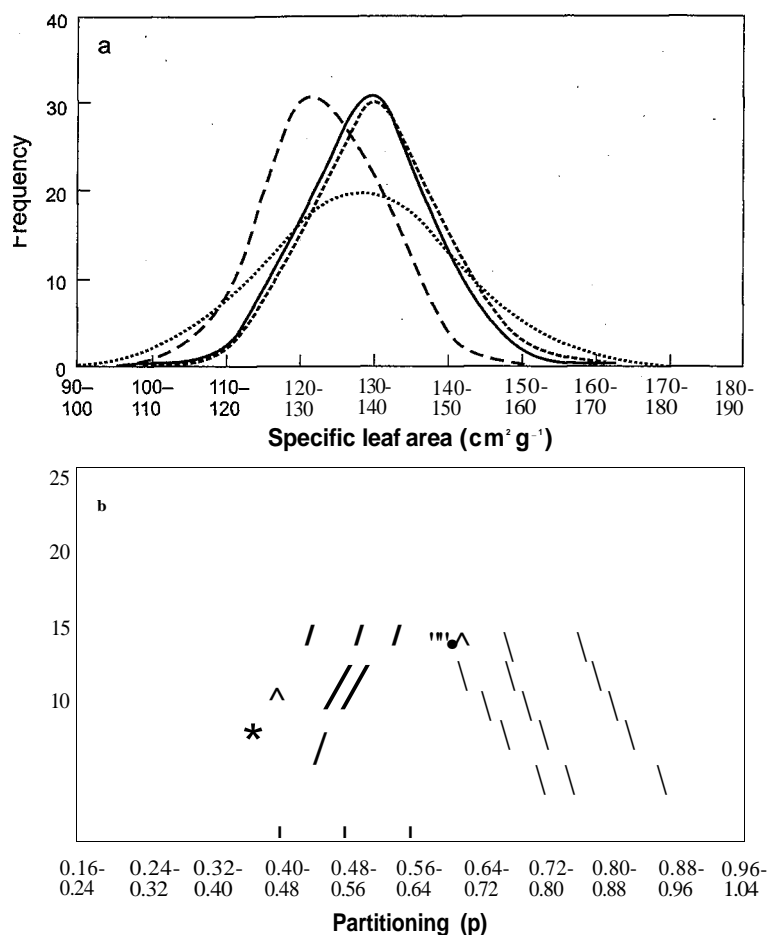 40
a
30
Frequency
20
10
0
90– 100– 110– 120- 130- 140- 150- 160- 170- 180-
100 110 120 130 140 150 160 170 180 190
Specific leaf area (cm² g⁻¹)
25
b
20
15
10
0.16- 0.24- 0.32- 0.40- 0.48- 0.56- 0.64- 0.72- 0.80- 0.88- 0.96-
0.24 0.32 0.40 0.48 0.56 0.64 0.72 0.80 0.88 0.96 1.04
Partitioning (p)